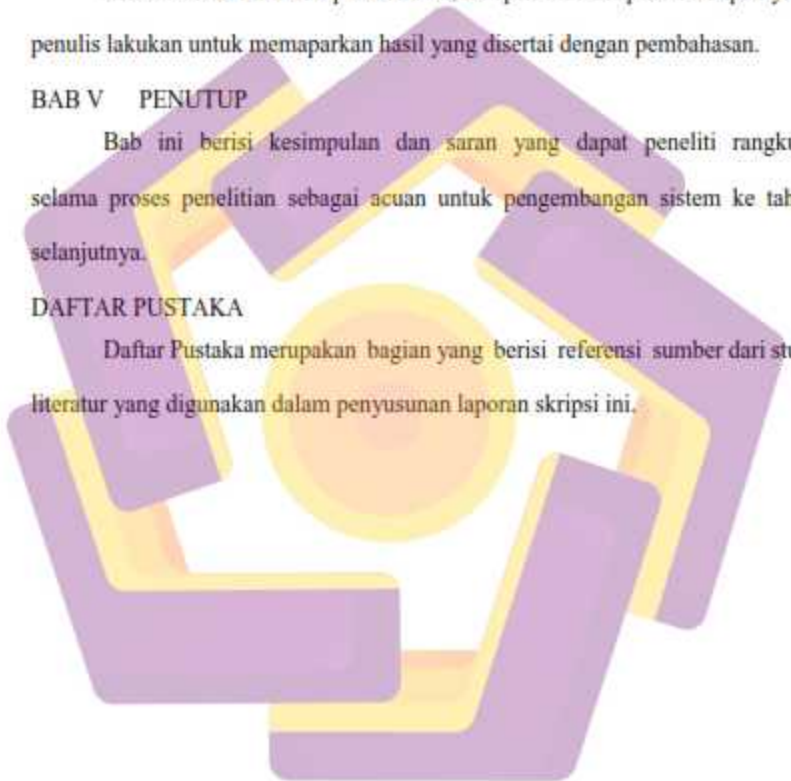 penulis lakukan untuk memaparkan hasil yang disertai dengan pembahasan.
BAB V PENUTUP
Bab ini berisi kesimpulan dan saran yang dapat peneliti
selama proses penelitian sebagai acuan untuk pengembangan sistem ke
selanjutnya.
DAFTAR PUSTAKA
Daftar Pustaka merupakan bagian yang berisi referensi sumber dari
literatur yang digunakan dalam penyusunan laporan skripsi ini.